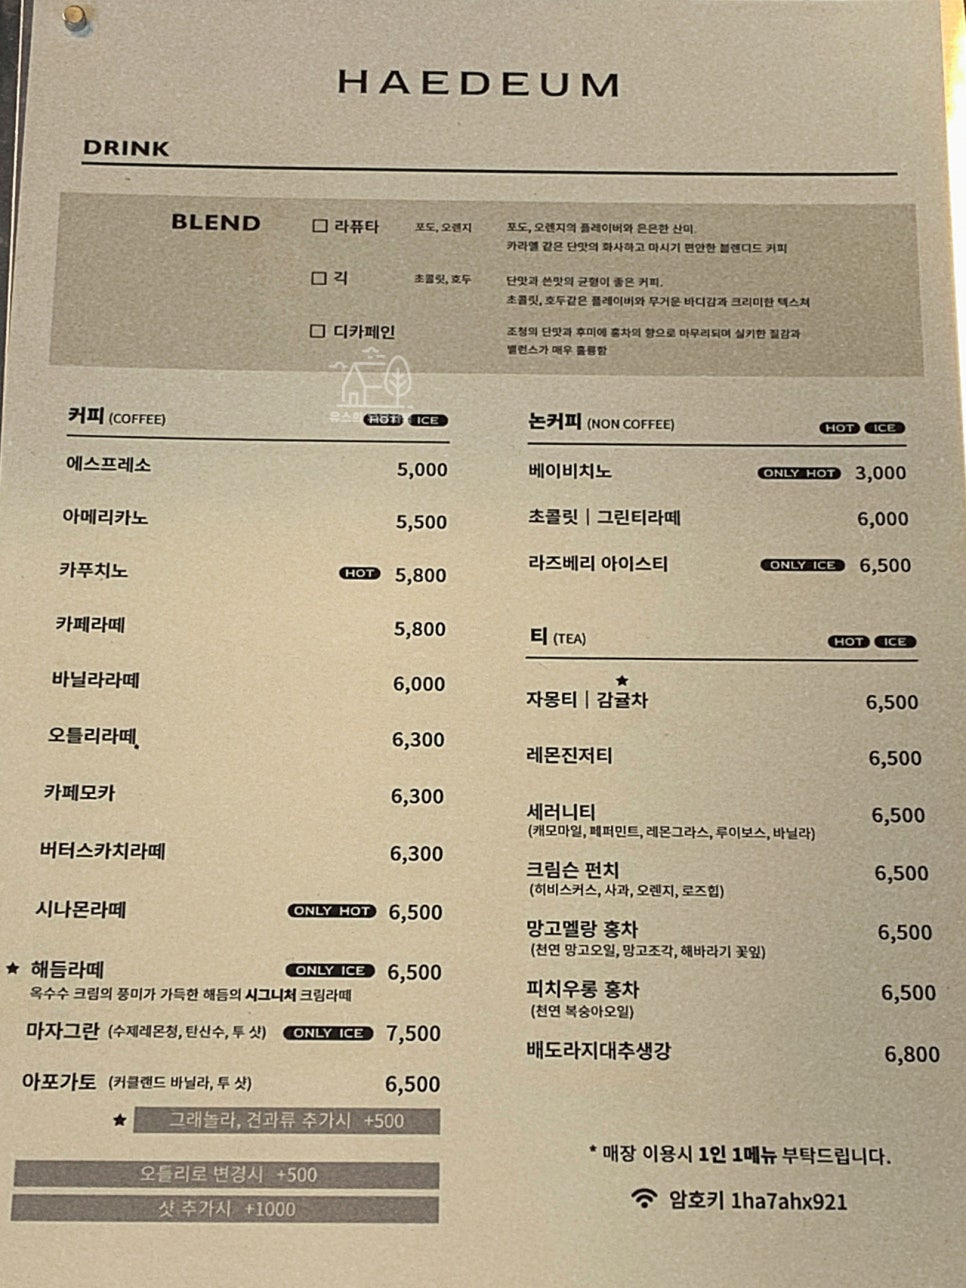 HAEDEUM
DRINK
BLEND
□ 라퓨타 포도, 오렌지 포도, 오렌지의 플레이버와 은은한 산미.
카라멜 같은 단맛의 화사하고 마시기 편안한 블렌디드 커피
□ 긱 초콜릿, 호두 단맛과 쓴맛의 균형이 좋은 커피.
초콜릿, 호두같은 플레이버와 무거운 바디감과 크리미한 텍스쳐
□ 디카페인 조청의 단맛과 후미에 홍차의 향으로 마무리되며 실키한 질감과
밸런스가 매우 훌륭함
커피 (COFFEE) HOT ICE
에스프레소 5,000
아메리카노 5,500
카푸치노 HOT 5,800
카페라떼 5,800
바닐라라떼 6,000
오틀리라떼 6,300
카페모카 6,300
버터스카치라떼 6,300
시나몬라떼 ONLY HOT 6,500
★ 해듬라떼 ONLY ICE 6,500
옥수수 크림의 풍미가 가득한 해듬의 시그니처 크림라떼
마자그란 (수제레몬청, 탄산수, 투 샷) ONLY ICE 7,500
아포가토 (커클랜드 바닐라, 투 샷) 6,500
★ 그래놀라, 견과류 추가시 +500
오틀리로 변경시 +500
샷 추가시 +1000
논커피 (NON COFFEE) HOT ICE
베이비치노 ONLY HOT 3,000
초콜릿 | 그린티라떼 6,000
라즈베리 아이스티 ONLY ICE 6,500
티 (TEA) HOT ICE
★
자몽티 | 감귤차 6,500
레몬진저티 6,500
세러니티 6,500
(캐모마일, 페퍼민트, 레몬그라스, 루이보스, 바닐라)
크림슨 펀치 6,500
(히비스커스, 사과, 오렌지, 로즈힙)
망고멜랑 홍차 6,500
(천연 망고오일, 망고조각, 해바라기 꽃잎)
피치우롱 홍차 6,500
(천연 복숭아오일)
배도라지대추생강 6,800
* 매장 이용시 1인 1메뉴 부탁드립니다.
암호키 1ha7ahx921